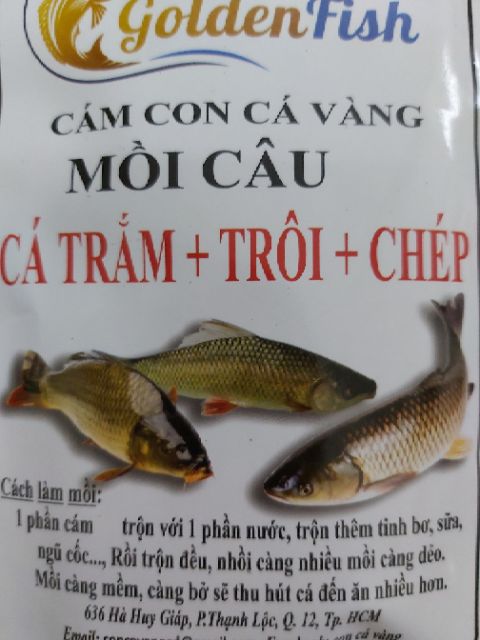 GoldenFish
CÁM CON CÁ VÀNG
MỒI CÂU
CÁ TRẮM + TRÔI + CHÉP
Cách làm mồi:
1 phần cám trộn với 1 phần nước, trộn thêm tinh bơ, sữa,
ngũ cốc..., Rồi trộn đều, nhồi càng nhiều mồi càng dẻo.
Mồi càng mềm, càng bở sẽ thu hút cá đến ăn nhiều hơn.
636 Hà Huy Giáp, P.Thạnh Lộc, Q. 12, Tp. HCM
Email: